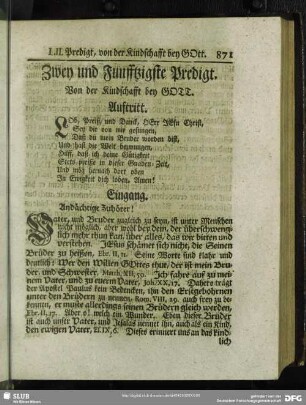 LII. Predigt, von der Kindschafft bey GOtt. 871
Zwey und Funfftzigste Predigt.
Von der Kindschafft bey GOTT.
Aufftritt.
LOb, Preiß, und Danck, HErr JEsu Christ,
Sey dir von mir gesungen,
Daß du mein Bruder worden bist,
Und hast die Welt bezwungen,
Hilff, daß ich deine Gütigkeit
Stets preise in dieser Gnaden-Zeit,
Und mög hernach dort oben
In Ewigkeit dich loben, Amen!
Eingang.
Andächtige Zuhörer!
Vater, und Bruder zugleich zu seyn, ist unter Menschen
nicht möglich, aber wohl bey dem, der überschweng-
lich mehr thun kan, über alles, das wir bitten und
verstehen. JEsus schämet sich nicht, die Seinen
Brüder zu heissen, Ebr. II, 11. Seine Worte sind klahr und
deutlich: Wer den Willen GOttes thut, der ist mein Bru-
der, und Schwester, March. XII, 50. Ich fahre auf zu mei-
nem Vater, und zu eurem Vater, Joh. XX, 17. Dahero trägt
der Apostel Paulus kein Bedencken, ihn den Erstgebohrnen
unter den Brüdern zu nennen, Rom. VIII, 29. auch frey zu be-
kennen, er muste allerdings seinen Brüdern gleich werden,
Ebr. II, 17. Aber o! welch ein Wunder. Eben dieser Bruder
ist auch unser Vater, und Jesaias nennet ihn, auch als ein Kind,
den ewigen Vater, Es. IX, 6. Dieses erinnert uns an das Kind-
lich
SLUB